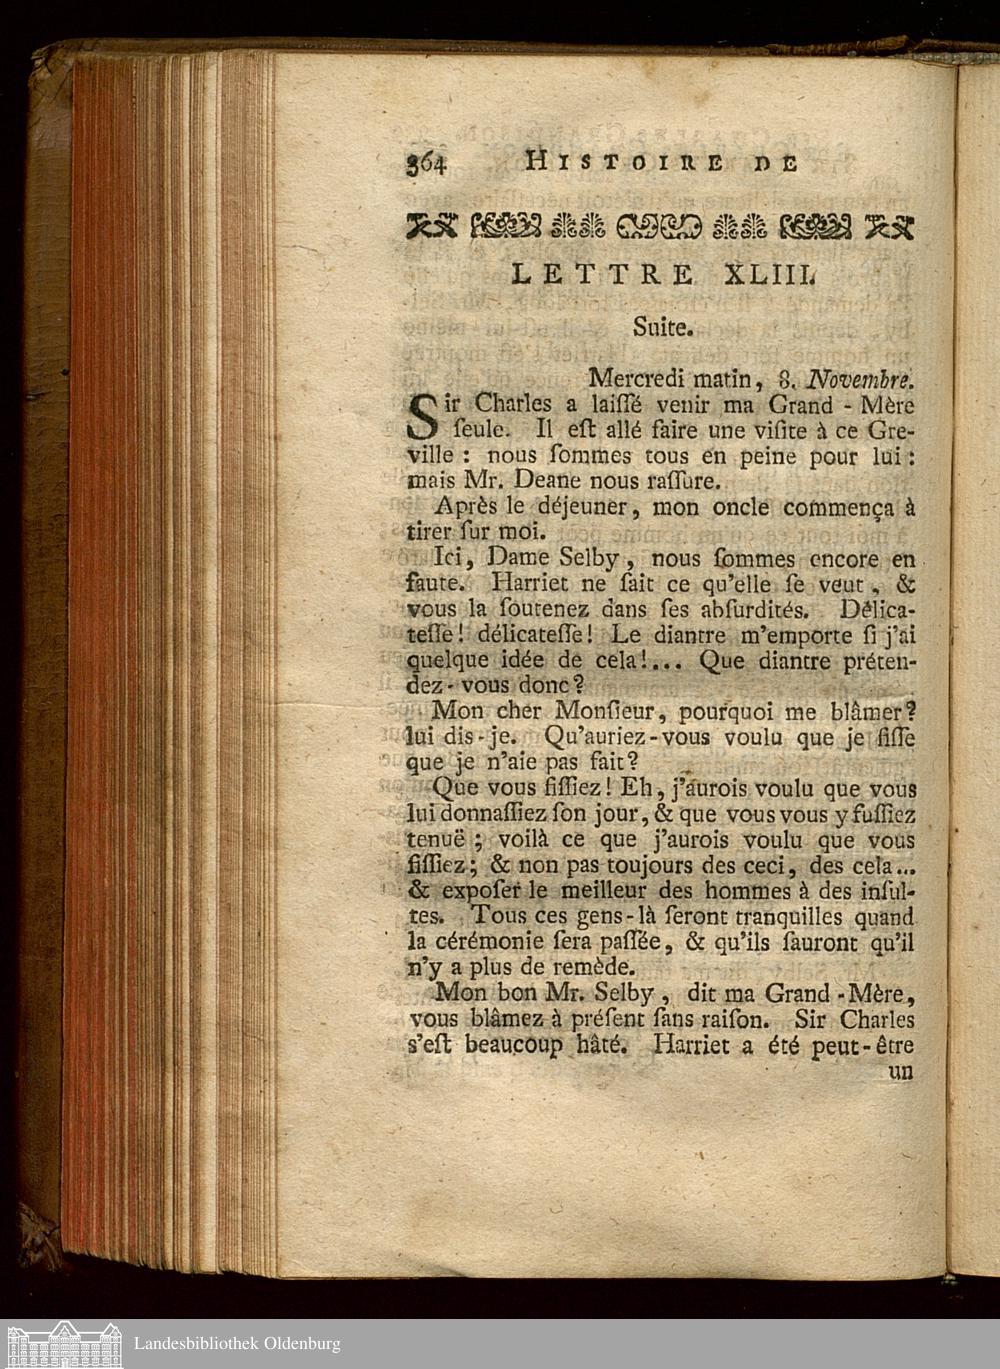 364 HISTOIRE DE
LETTRE XLIII.
Suite.
Mercredi matin, 8. Novembre.
Sir Charles a laiſſé venir ma Grand - Mère
ſeule. Il eſt allé faire une viſite à ce Gre-
ville : nous ſommes tous en peine pour lui :
mais Mr. Deane nous raſſure.
Après le déjeuner, mon oncle commença à
tirer ſur moi.
Ici, Dame Selby, nous ſommes encore en
faute. Harriet ne ſait ce qu'elle ſe veut, &
vous la ſoutenez dans ſes abſurdités. Délica-
teſſe! délicateſſe! Le diantre m'emporte ſi j'ai
quelque idée de cela!... Que diantre préten-
dez-vous donc?
Mon cher Monſieur, pourquoi me blâmer?
lui dis-je. Qu'auriez-vous voulu que je fiſſe
que je n'aie pas fait?
Que vous fiſſiez! Eh, j'aurois voulu que vous
lui donnaſſiez ſon jour, & que vous vous y fuſſiez
tenuë ; voilà ce que j'aurois voulu que vous
fiſſiez; & non pas toujours des ceci, des cela...
& expoſer le meilleur des hommes à des inſul-
tes. Tous ces gens-là ſeront tranquilles quand
la cérémonie ſera paſſée, & qu'ils ſauront qu'il
n'y a plus de remède.
Mon bon Mr. Selby, dit ma Grand-Mère,
vous blâmez à préſent ſans raiſon. Sir Charles
s'eſt beaucoup hâté. Harriet a été peut-être
un
Landesbibliothek Oldenburg